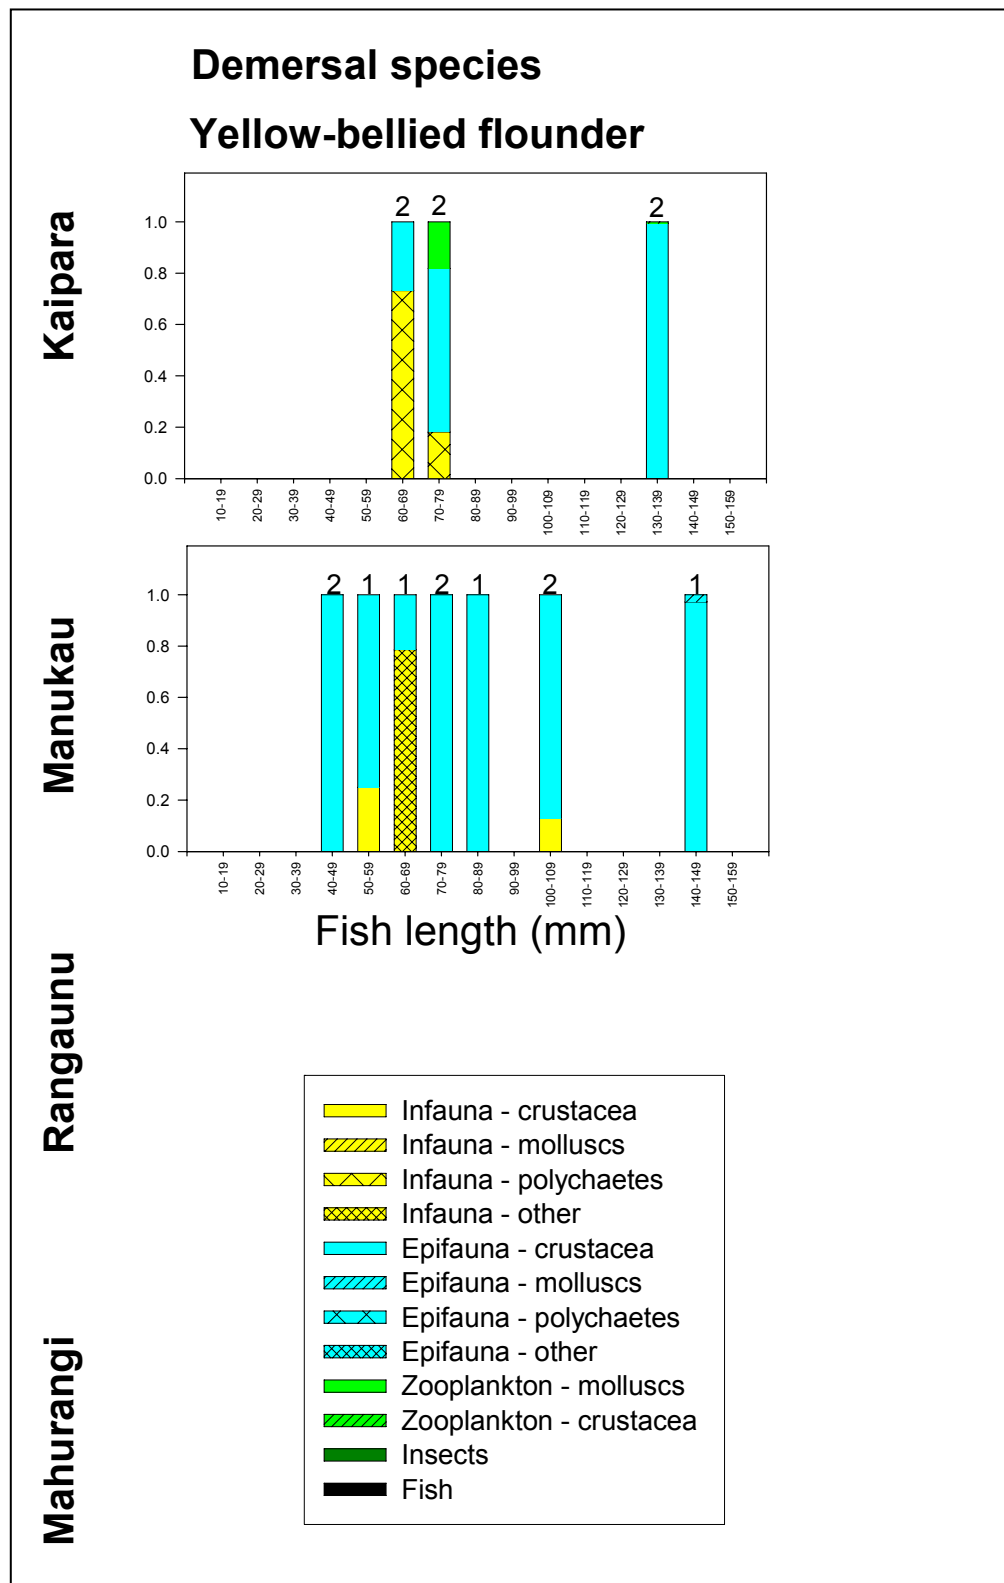 Demersal species
Yellow-bellied flounder
Kaipara
2 2 2
1.0
0.8
0.6
0.4
0.2
0.0
10-19 20-29 30-39 40-49 50-59 60-69 70-79 80-89 90-99 100-109 110-119 120-129 130-139 140-149 150-159
Manukau
2 1 1 2 1 2 1
1.0
0.8
0.6
0.4
0.2
0.0
10-19 20-29 30-39 40-49 50-59 60-69 70-79 80-89 90-99 100-109 110-119 120-129 130-139 140-149 150-159
Fish length (mm)
Rangaunu
Mahurangi
Infauna - crustacea
Infauna - molluscs
Infauna - polychaetes
Infauna - other
Epifauna - crustacea
Epifauna - molluscs
Epifauna - polychaetes
Epifauna - other
Zooplankton - molluscs
Zooplankton - crustacea
Insects
Fish